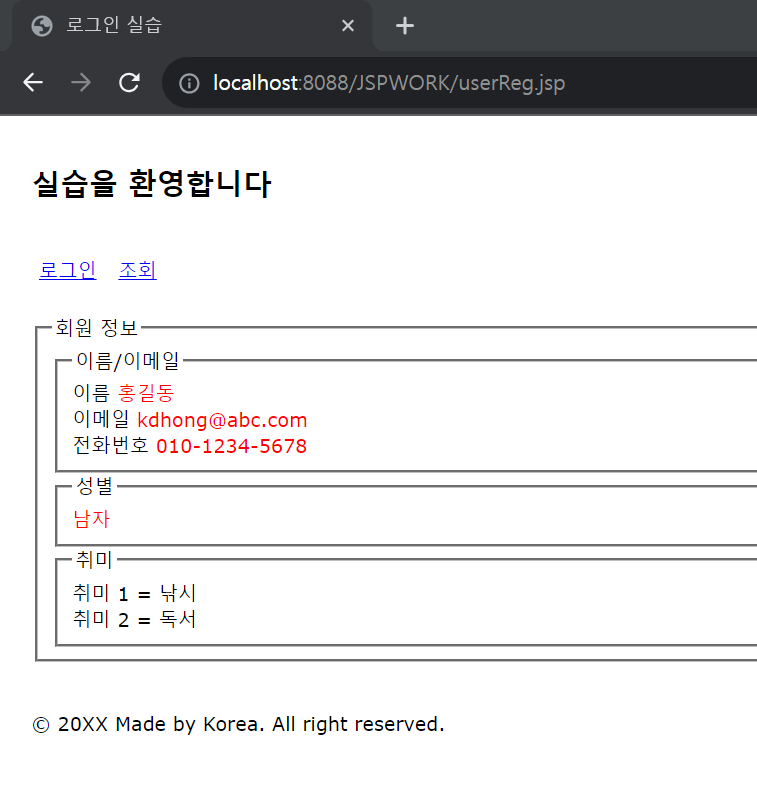 로그인 실습
localhost:8088/JSPWORK/userReg.jsp
실습을 환영합니다
로그인 조회
회원 정보
이름/이메일
이름 홍길동
이메일 kdhong@abc.com
전화번호 010-1234-5678
성별
남자
취미
취미 1 = 낚시
취미 2 = 독서
© 20XX Made by Korea. All right reserved.